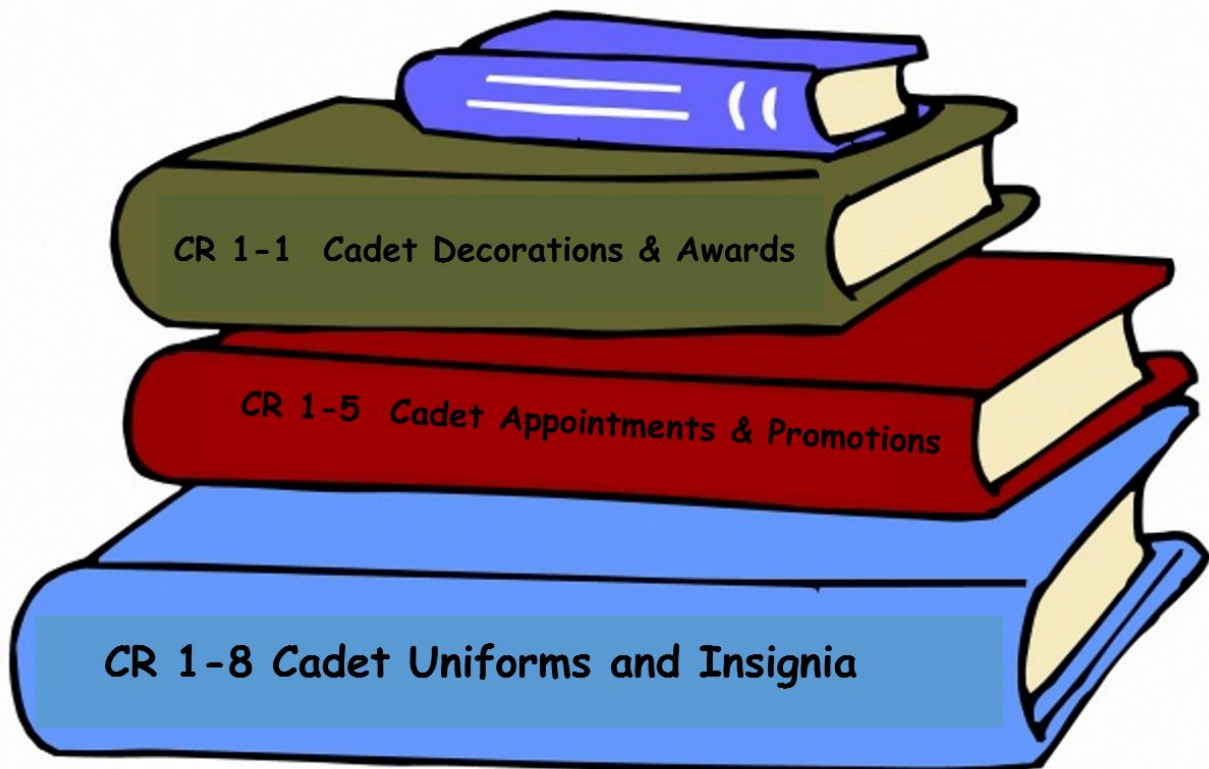 CR 1-1 Cadet Decorations & Awards
CR 1-5 Cadet Appointments & Promotions
CR 1-8 Cadet Uniforms and Insignia